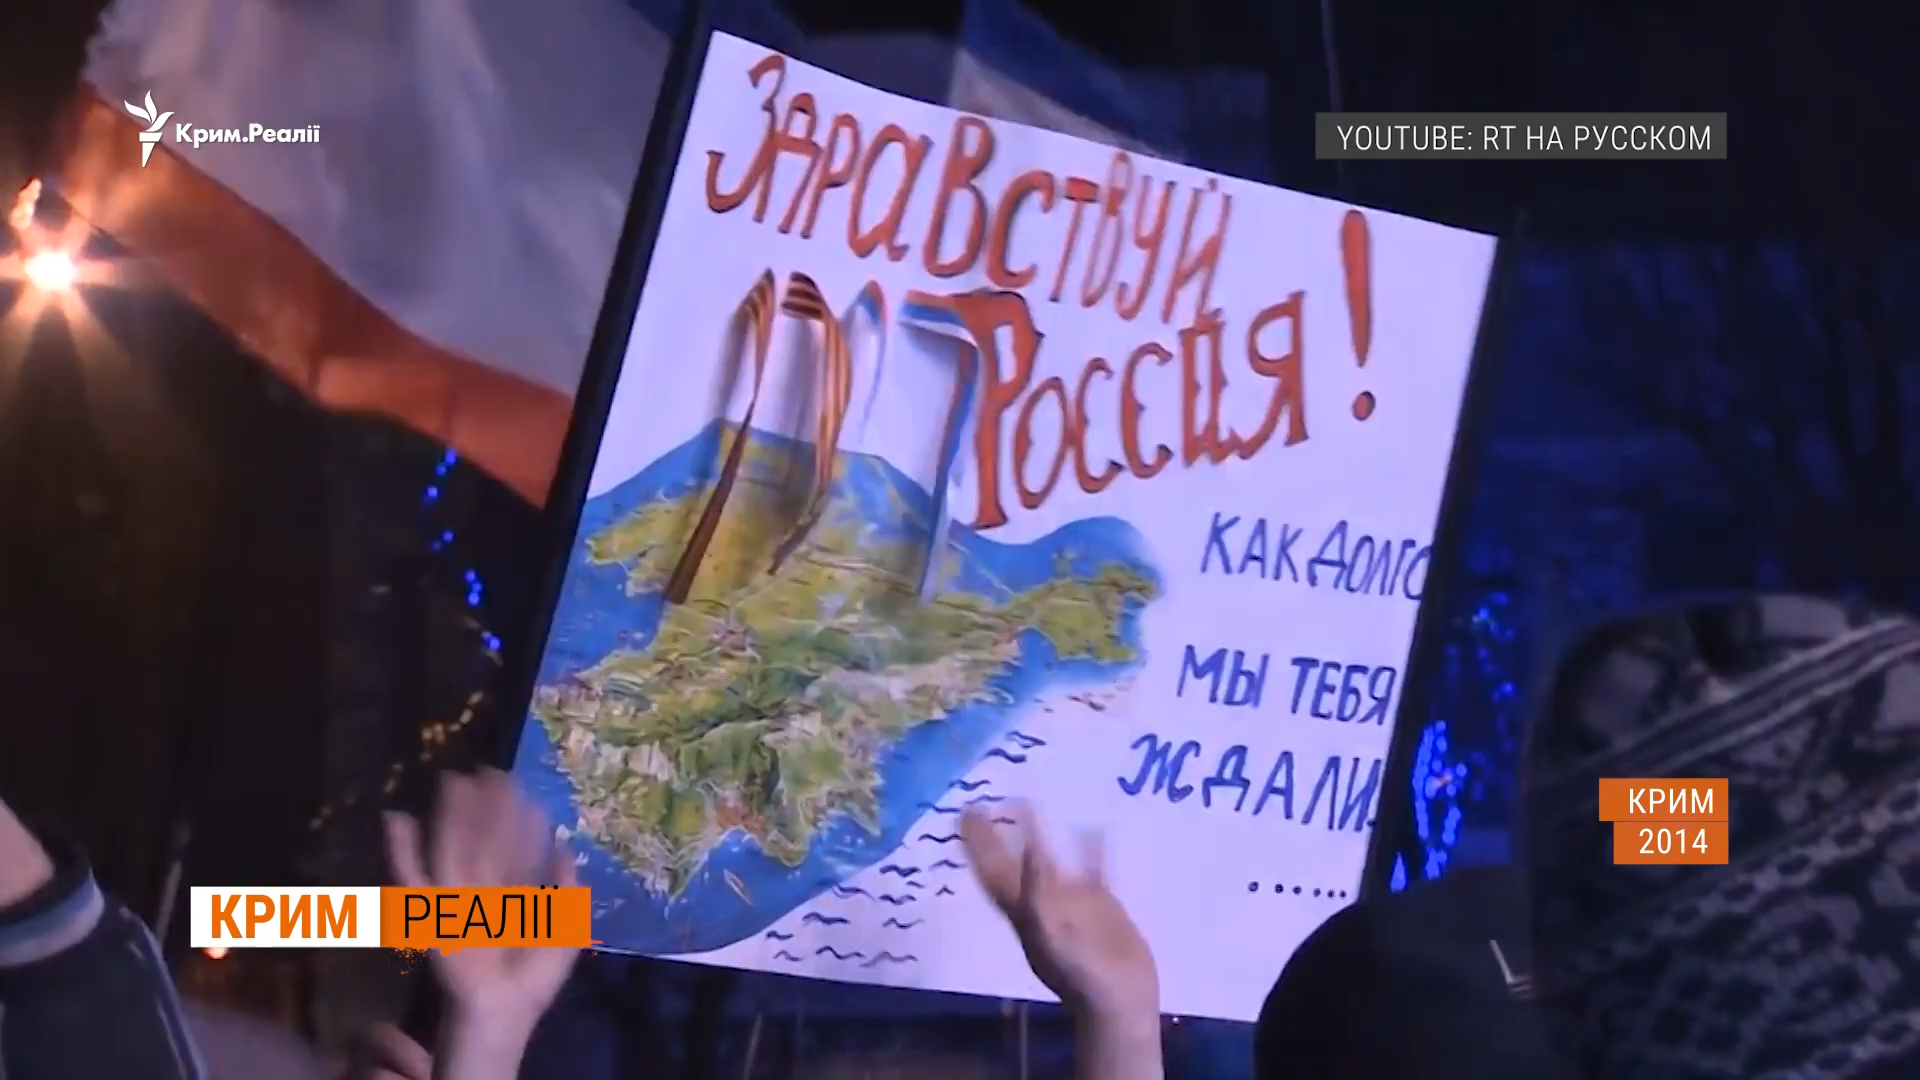 Крим.Реалії
YOUTUBE: RT НА РУССКОМ
ЗДРАВСТВУЙ
РОССИЯ!
КАК ДОЛГО
МЫ ТЕБЯ
ЖДАЛИ!
......
КРИМ
2014
КРИМ РЕАЛІЇ